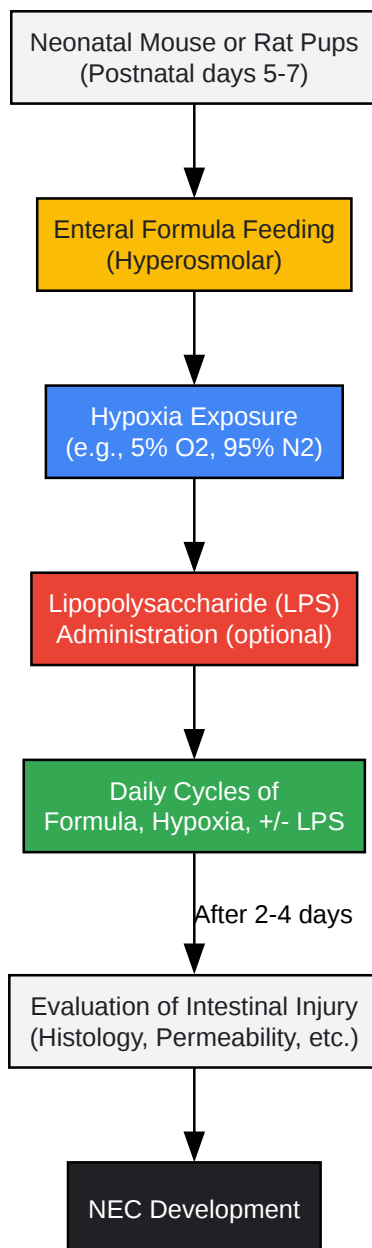 Neonatal Mouse or Rat Pups
(Postnatal days 5-7)
Enteral Formula Feeding
(Hyperosmolar)
Hypoxia Exposure
(e.g., 5% O2, 95% N2)
Lipopolysaccharide (LPS)
Administration (optional)
Daily Cycles of
Formula, Hypoxia, +/- LPS
After 2-4 days
Evaluation of Intestinal Injury
(Histology, Permeability, etc.)
NEC Development